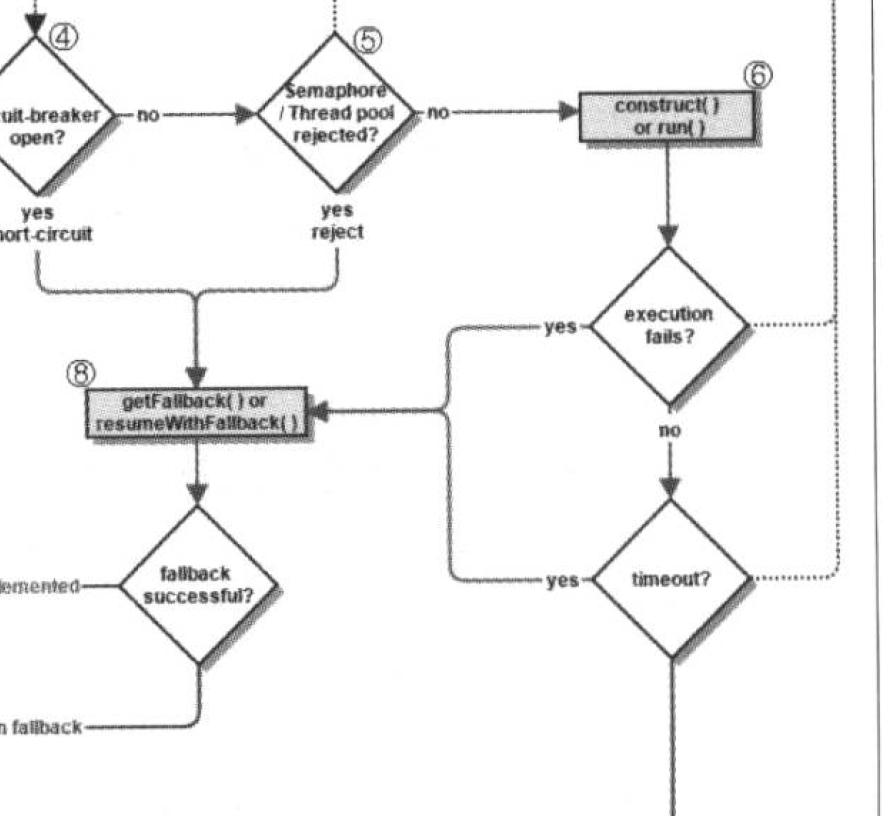 ④
⑤
⑥
uit-breaker
open?
no
Semaphore
/ Thread pool
rejected?
no
construct( )
or run( )
yes
hort-circuit
yes
reject
execution
fails?
yes
no
⑧
getFallback( ) or
resumeWithFallback( )
fallback
successful?
lemented
timeout?
yes
n fallback